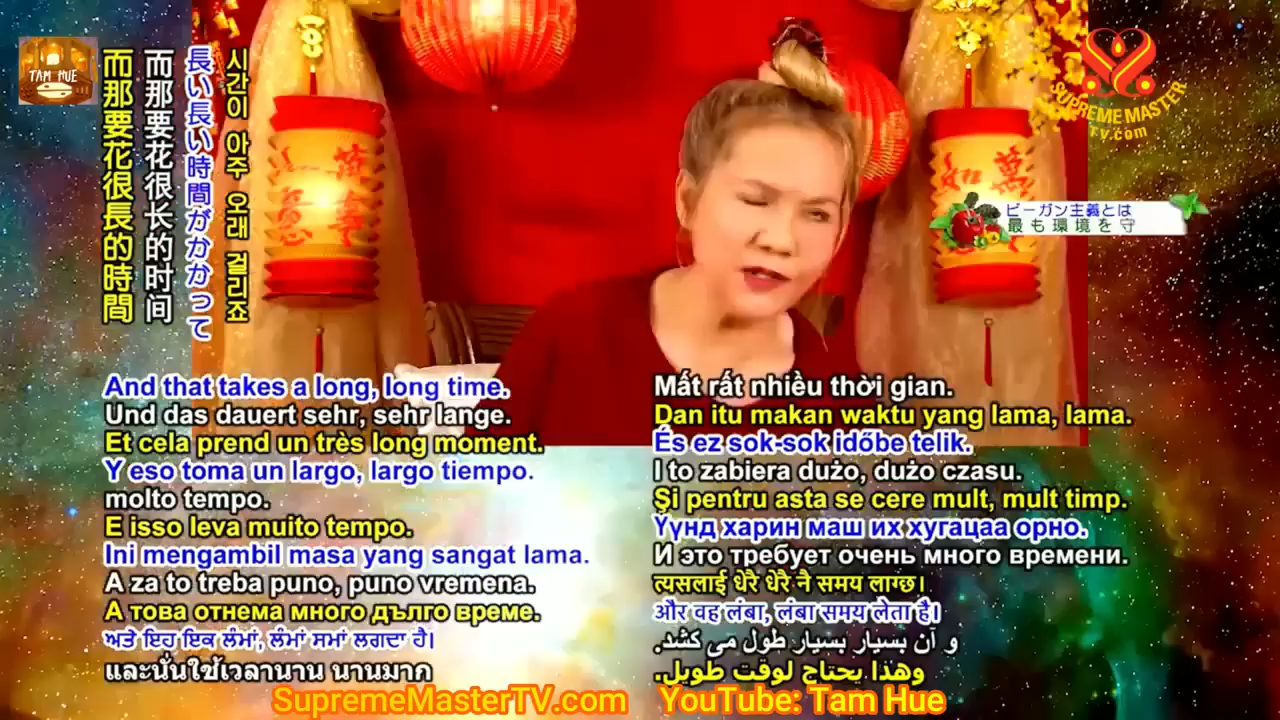 TAM HUE
而那要花很長的時間
而那要花很长的时间
長い長い時間がかかって
시간이 아주 오래 걸리죠
SUPREME MASTER
TV.com
如
萬
意
ビーガン主義とは
最も環境を守
And that takes a long, long time.
Und das dauert sehr, sehr lange.
Et cela prend un très long moment.
Y eso toma un largo, largo tiempo.
molto tempo.
E isso leva muito tempo.
Ini mengambil masa yang sangat lama.
A za to treba puno, puno vremena.
А това отнема много дълго време.
ਅਤੇ ਇਹ ਇਕ ਲੰਮਾਂ, ਲੰਮਾਂ ਸਮਾਂ ਲਗਦਾ ਹੈ।
และนั่นใช้เวลานาน นานมาก
Mất rất nhiều thời gian.
Dan itu makan waktu yang lama, lama.
És ez sok-sok időbe telik.
I to zabiera dużo, dużo czasu.
Și pentru asta se cere mult, mult timp.
Үүнд харин маш их хугацаа орно.
И это требует очень много времени.
त्यसलाई धेरै धेरै नै समय लाग्छ।
और वह लंबा, लंबा समय लेता है।
و آن بسیار بسیار طول می کشد.
وهذا يحتاج لوقت طويل.
SupremeMasterTV.com
YouTube: Tam Hue